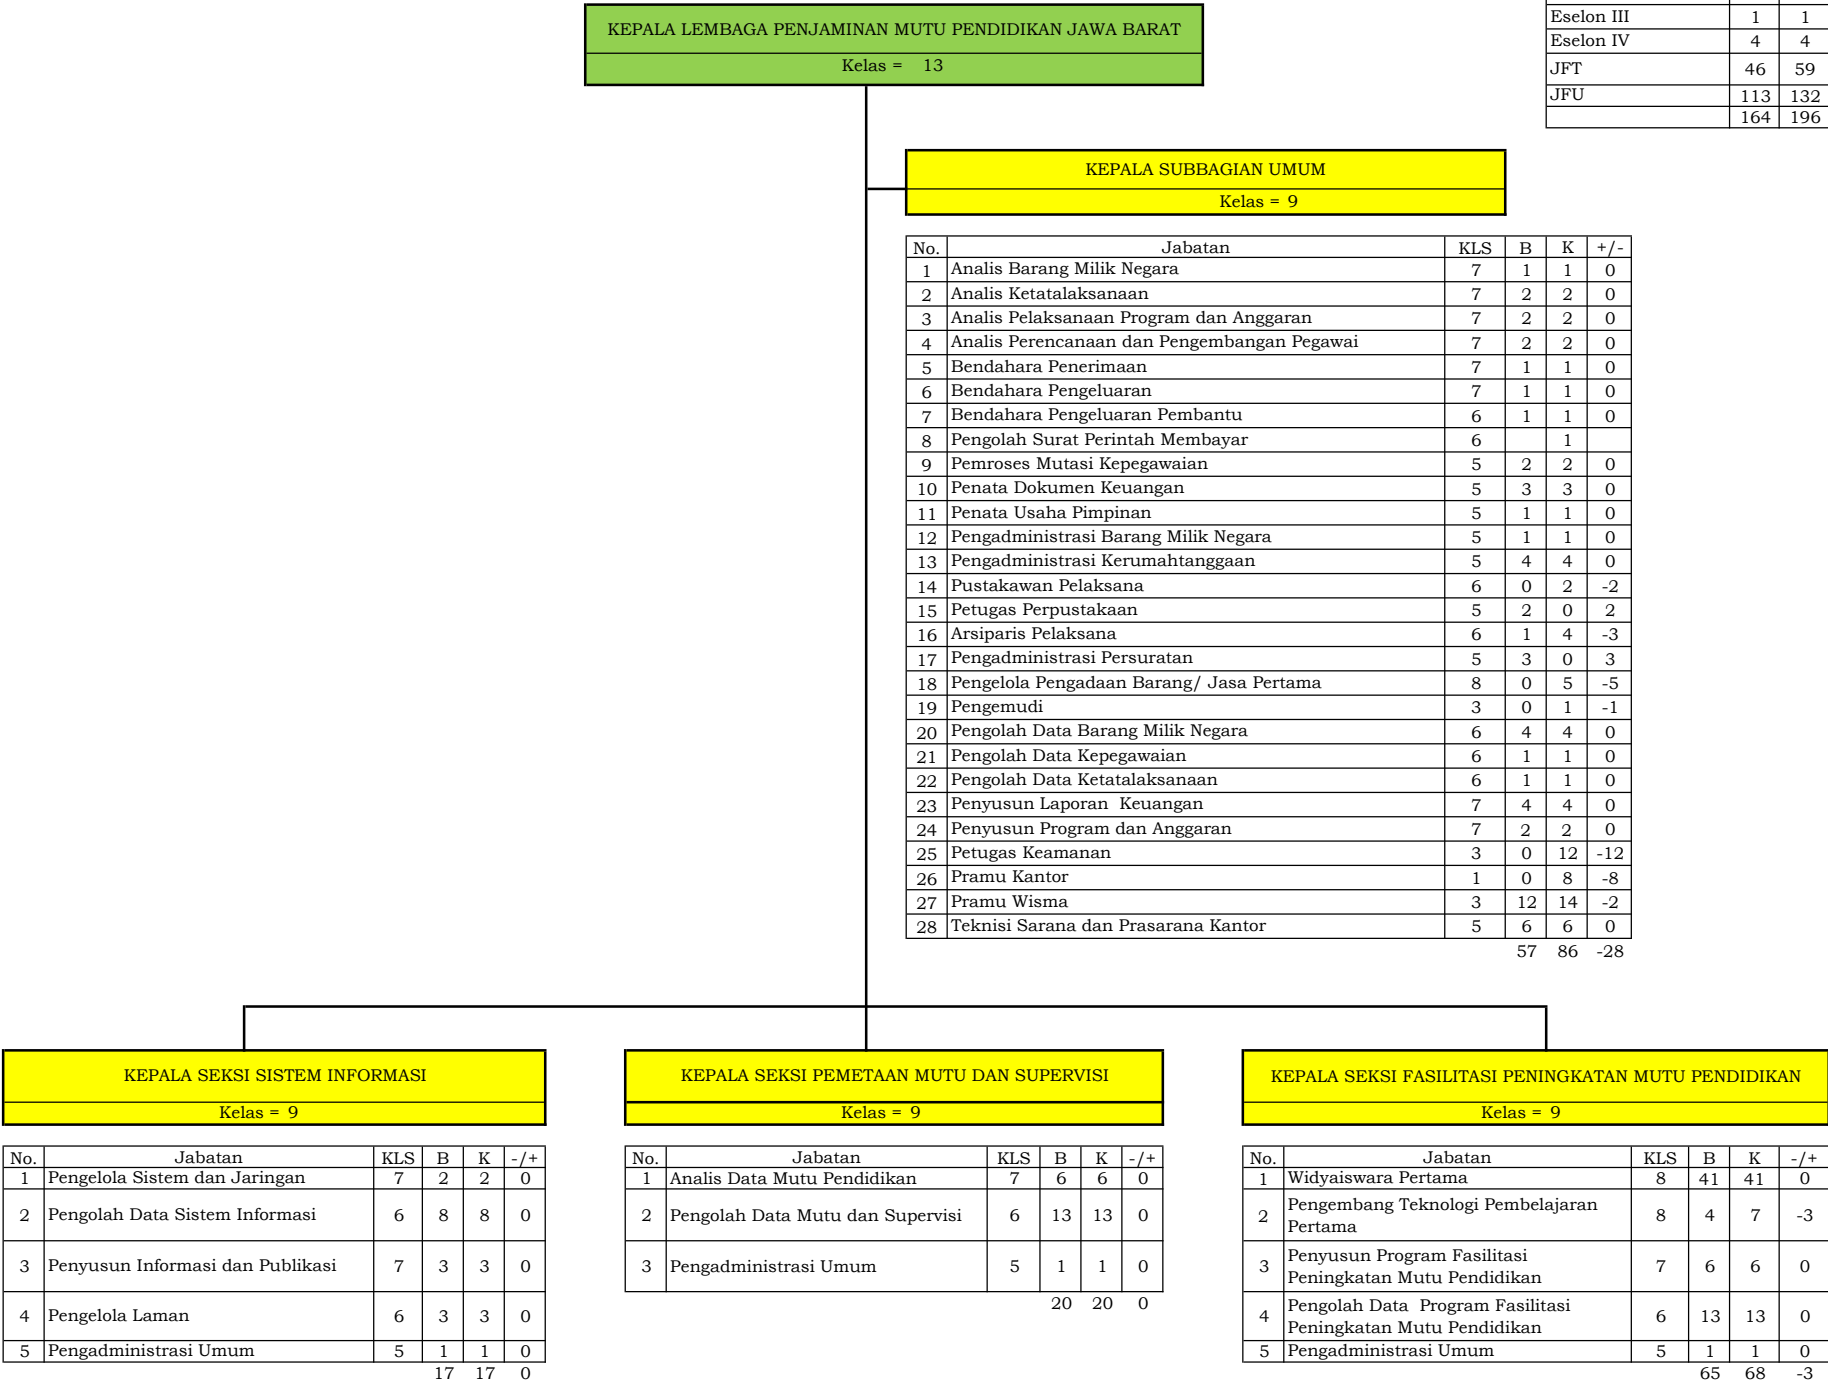 KEPALA LEMBAGA PENJAMINAN MUTU PENDIDIKAN JAWA BARAT
Kelas = 13
Eselon III 1 1
Eselon IV 4 4
JFT 46 59
JFU 113 132
164 196
KEPALA SUBBAGIAN UMUM
Kelas = 9
No. Jabatan KLS B K +/-
1 Analis Barang Milik Negara 7 1 1 0
2 Analis Ketatalaksanaan 7 2 2 0
3 Analis Pelaksanaan Program dan Anggaran 7 2 2 0
4 Analis Perencanaan dan Pengembangan Pegawai 7 2 2 0
5 Bendahara Penerimaan 7 1 1 0
6 Bendahara Pengeluaran 7 1 1 0
7 Bendahara Pengeluaran Pembantu 6 1 1 0
8 Pengolah Surat Perintah Membayar 6 1
9 Pemroses Mutasi Kepegawaian 5 2 2 0
10 Penata Dokumen Keuangan 5 3 3 0
11 Penata Usaha Pimpinan 5 1 1 0
12 Pengadministrasi Barang Milik Negara 5 1 1 0
13 Pengadministrasi Kerumahtanggaan 5 4 4 0
14 Pustakawan Pelaksana 6 0 2 -2
15 Petugas Perpustakaan 5 2 0 2
16 Arsiparis Pelaksana 6 1 4 -3
17 Pengadministrasi Persuratan 5 3 0 3
18 Pengelola Pengadaan Barang/ Jasa Pertama 8 0 5 -5
19 Pengemudi 3 0 1 -1
20 Pengolah Data Barang Milik Negara 6 4 4 0
21 Pengolah Data Kepegawaian 6 1 1 0
22 Pengolah Data Ketatalaksanaan 6 1 1 0
23 Penyusun Laporan Keuangan 7 4 4 0
24 Penyusun Program dan Anggaran 7 2 2 0
25 Petugas Keamanan 3 0 12 -12
26 Pramu Kantor 1 0 8 -8
27 Pramu Wisma 3 12 14 -2
28 Teknisi Sarana dan Prasarana Kantor 5 6 6 0
57 86 -28
KEPALA SEKSI SISTEM INFORMASI
Kelas = 9
No. Jabatan KLS B K -/+
1 Pengelola Sistem dan Jaringan 7 2 2 0
2 Pengolah Data Sistem Informasi 6 8 8 0
3 Penyusun Informasi dan Publikasi 7 3 3 0
4 Pengelola Laman 6 3 3 0
5 Pengadministrasi Umum 5 1 1 0
17 17 0
KEPALA SEKSI PEMETAAN MUTU DAN SUPERVISI
Kelas = 9
No. Jabatan KLS B K -/+
1 Analis Data Mutu Pendidikan 7 6 6 0
2 Pengolah Data Mutu dan Supervisi 6 13 13 0
3 Pengadministrasi Umum 5 1 1 0
20 20 0
KEPALA SEKSI FASILITASI PENINGKATAN MUTU PENDIDIKAN
Kelas = 9
No. Jabatan KLS B K -/+
1 Widyaiswara Pertama 8 41 41 0
2 Pengembang Teknologi Pembelajaran
Pertama 8 4 7 -3
3 Penyusun Program Fasilitasi
Peningkatan Mutu Pendidikan 7 6 6 0
4 Pengolah Data Program Fasilitasi
Peningkatan Mutu Pendidikan 6 13 13 0
5 Pengadministrasi Umum 5 1 1 0
65 68 -3